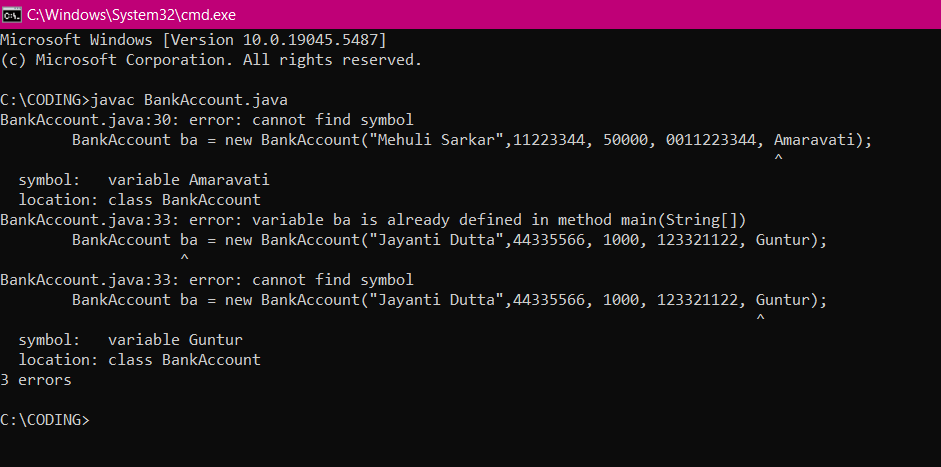 C:\Windows\System32\cmd.exe
Microsoft Windows [Version 10.0.19045.5487]
(c) Microsoft Corporation. All rights reserved.
C:\CODING>javac BankAccount.java
BankAccount.java:30: error: cannot find symbol
        BankAccount ba = new BankAccount("Mehuli Sarkar",11223344, 50000, 0011223344, Amaravati);
                                                                                      ^
  symbol:   variable Amaravati
  location: class BankAccount
BankAccount.java:33: error: variable ba is already defined in method main(String[])
        BankAccount ba = new BankAccount("Jayanti Dutta",44335566, 1000, 123321122, Guntur);
                    ^
BankAccount.java:33: error: cannot find symbol
        BankAccount ba = new BankAccount("Jayanti Dutta",44335566, 1000, 123321122, Guntur);
                                                                                    ^
  symbol:   variable Guntur
  location: class BankAccount
3 errors
C:\CODING>